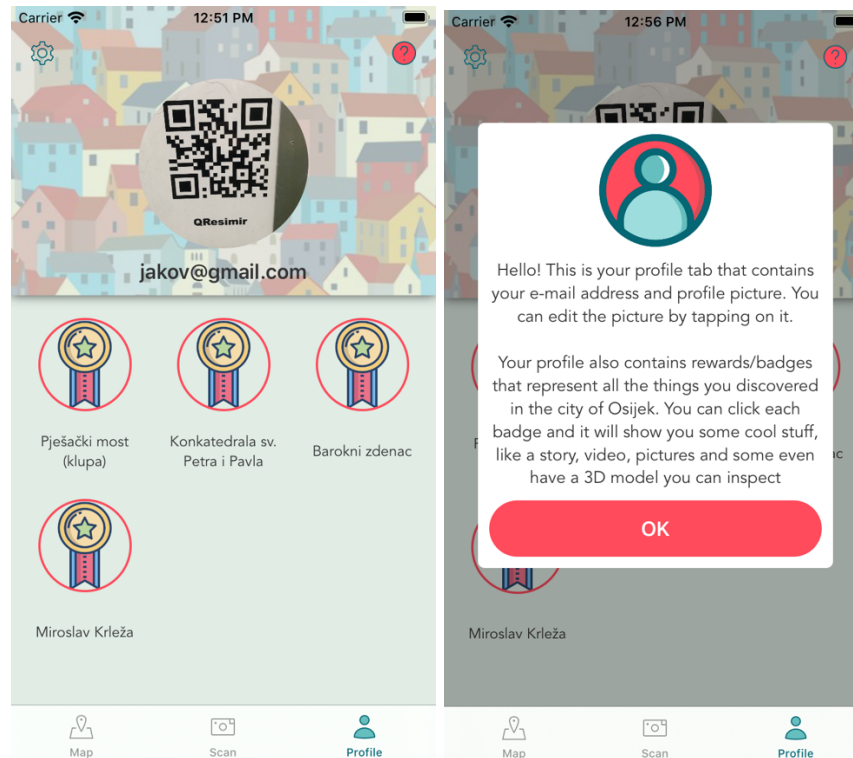 Carrier
12:51 PM
?
QResimir
jakov@gmail.com
Pješački most
(klupa)
Konkatedrala sv.
Petra i Pavla
Barokni zdenac
Miroslav Krleža
Map
Scan
Profile
Carrier
12:56 PM
?
Hello! This is your profile tab that contains
your e-mail address and profile picture. You
can edit the picture by tapping on it.
Your profile also contains rewards/badges
that represent all the things you discovered
in the city of Osijek. You can click each
badge and it will show you some cool stuff,
like a story, video, pictures and some even
have a 3D model you can inspect
OK
Miroslav Krleža
Map
Scan
Profile